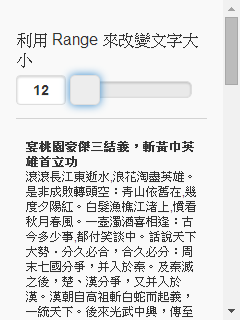 利用 Range 來改變文字大
小
12
宴桃園豪傑三結義，斬黃巾英
雄首立功
滾滾長江東逝水,浪花淘盡英雄。
是非成敗轉頭空：青山依舊在,幾
度夕陽紅。白髮漁樵江渚上,慣看
秋月春風。一壺濁酒喜相逢：古
今多少事,都付笑談中。話說天下
大勢．分久必合，合久必分：周
末七國分爭，并入於秦。及秦滅
之後，楚、漢分爭，又并入於
漢。漢朝自高祖斬白蛇而起義，
一統天下。後來光武中興，傳至